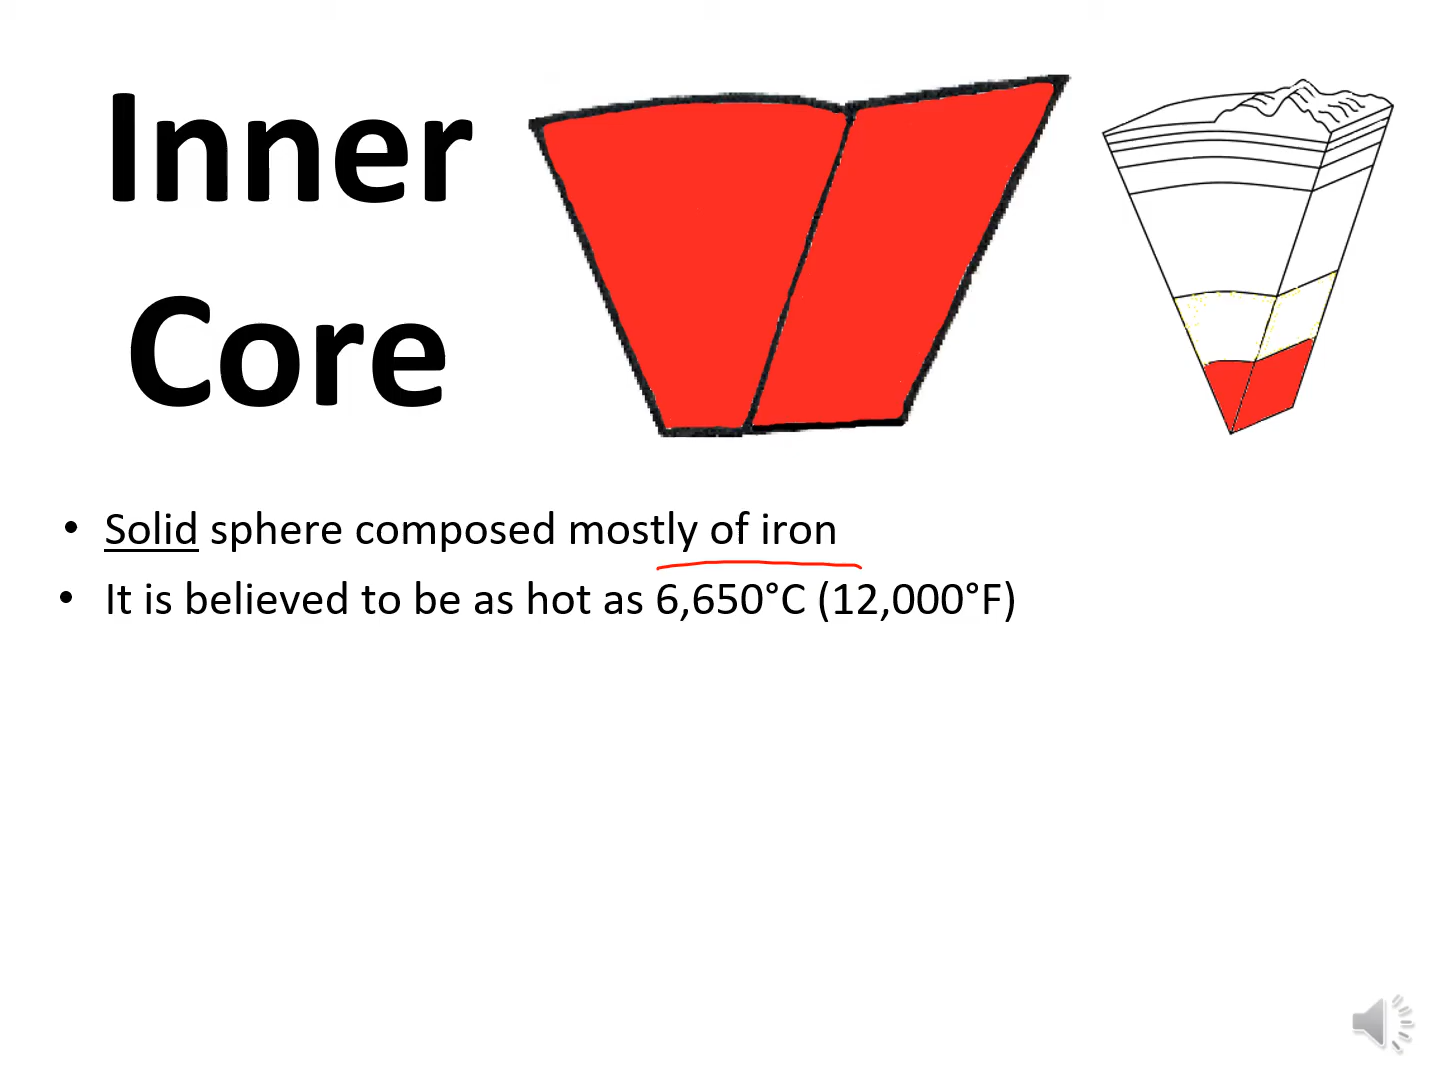 Inner
Core
• Solid sphere composed mostly of iron
• It is believed to be as hot as 6,650°C (12,000°F)